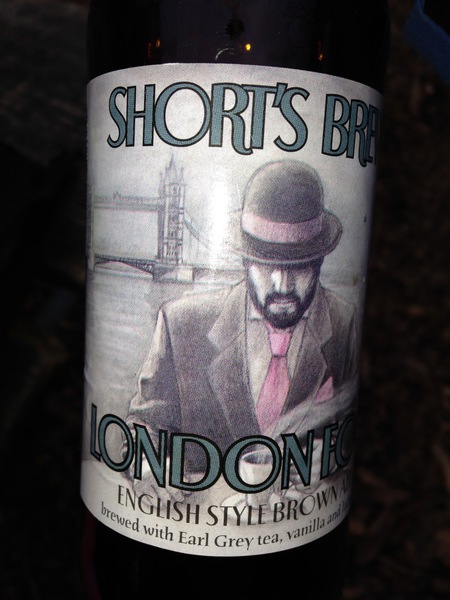 SHORT'S BRE
LONDON FO
ENGLISH STYLE BROWN A
brewed with Earl Grey tea, vanilla and